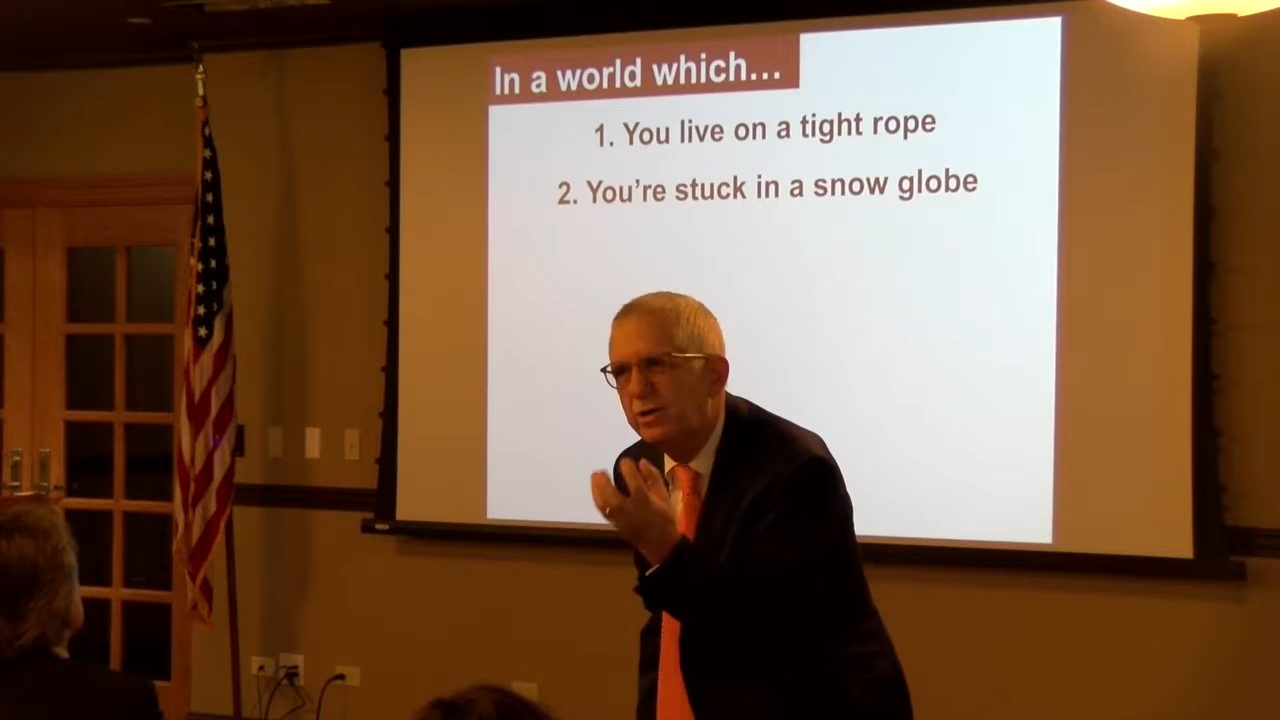 In a world which...
1. You live on a tight rope
2. You're stuck in a snow globe